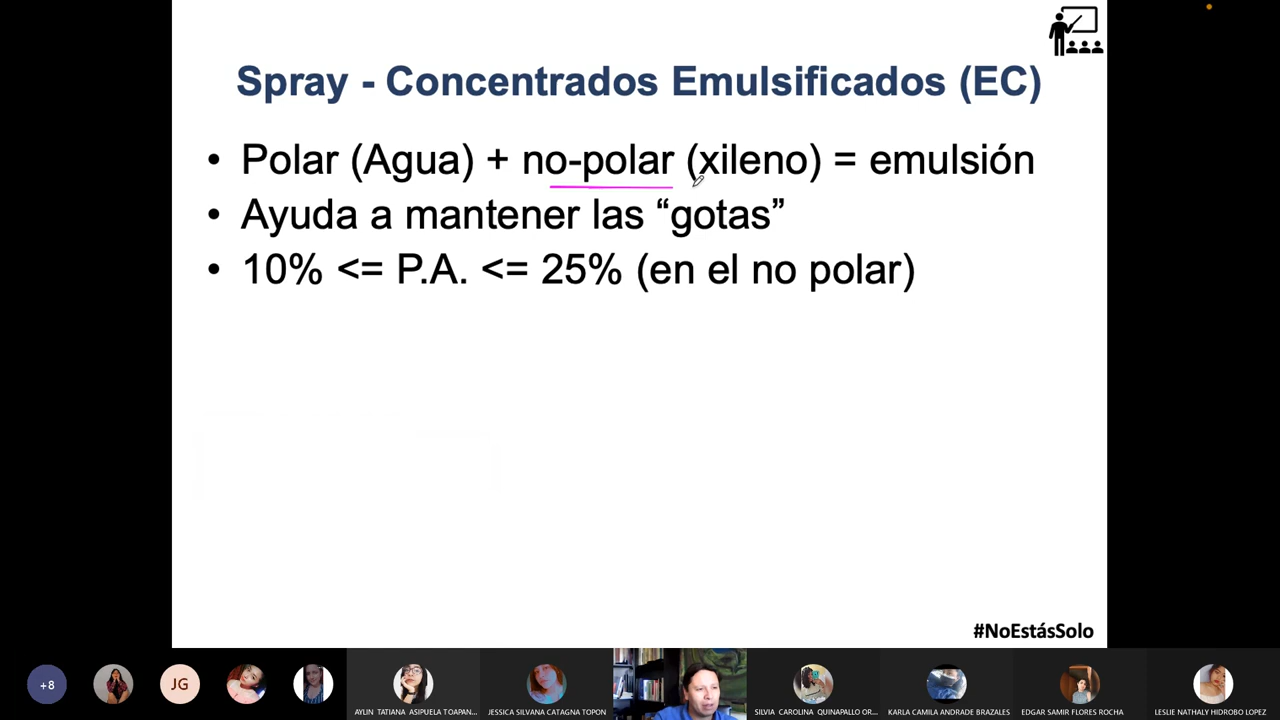 Spray - Concentrados Emulsificados (EC)
• Polar (Agua) + no-polar (xileno) = emulsión
• Ayuda a mantener las “gotas”
• 10% <= P.A. <= 25% (en el no polar)
#NoEstásSolo
+8
JG
AYLIN TATIANA ASIPUELA TOAPAN...
JESSICA SILVANA CATAGNA TOPON
SILVIA CAROLINA QUINAPALLO OR...
KARLA CAMILA ANDRADE BRAZALES
EDGAR SAMIR FLORES ROCHA
LESLIE NATHALY HIDROBO LOPEZ